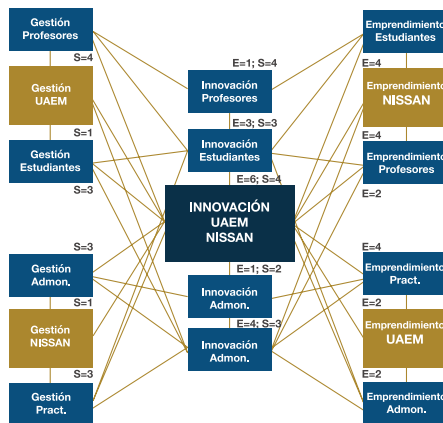 Gestión
Profesores
S=4
Gestión
UAEM
S=1
Gestión
Estudiantes
S=3
S=3
Gestión
Admon.
S=1
Gestión
NISSAN
S=3
Gestión
Pract.
E=1; S=4
Innovación
Profesores
E=3; S=3
Innovación
Estudiantes
E=6; S=4
INNOVACIÓN
UAEM
NISSAN
E=1; S=2
Innovación
Admon.
E=4; S=3
Innovación
Admon.
Emprendimiento
Estudiantes
E=4
Emprendimiento
NISSAN
E=4
Emprendimiento
Profesores
E=2
E=4
Emprendimiento
Pract.
E=2
Emprendimiento
UAEM
E=2
Emprendimiento
Admon.